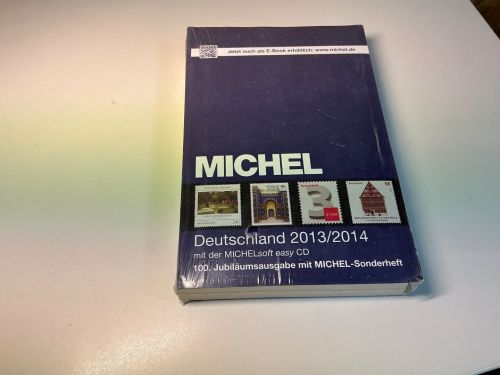 Jetzt auch als E-Book erhältlich: www.michel.de
MICHEL
3
Deutschland 2013/2014
mit der MICHELsoft easy CD
100. Jubiläumsausgabe mit MICHEL-Sonderheft